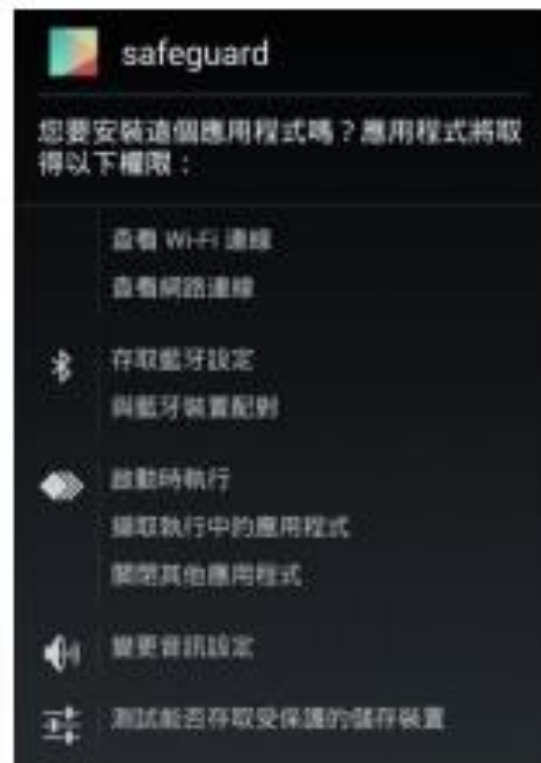 safeguard
您要安裝這個應用程式嗎？應用程式將取
得以下權限：
查看 Wi-Fi 連線
查看網路連線
存取藍牙設定
與藍牙裝置配對
啟動時執行
擷取執行中的應用程式
關閉其他應用程式
變更音訊設定
測試能否存取受保護的儲存裝置